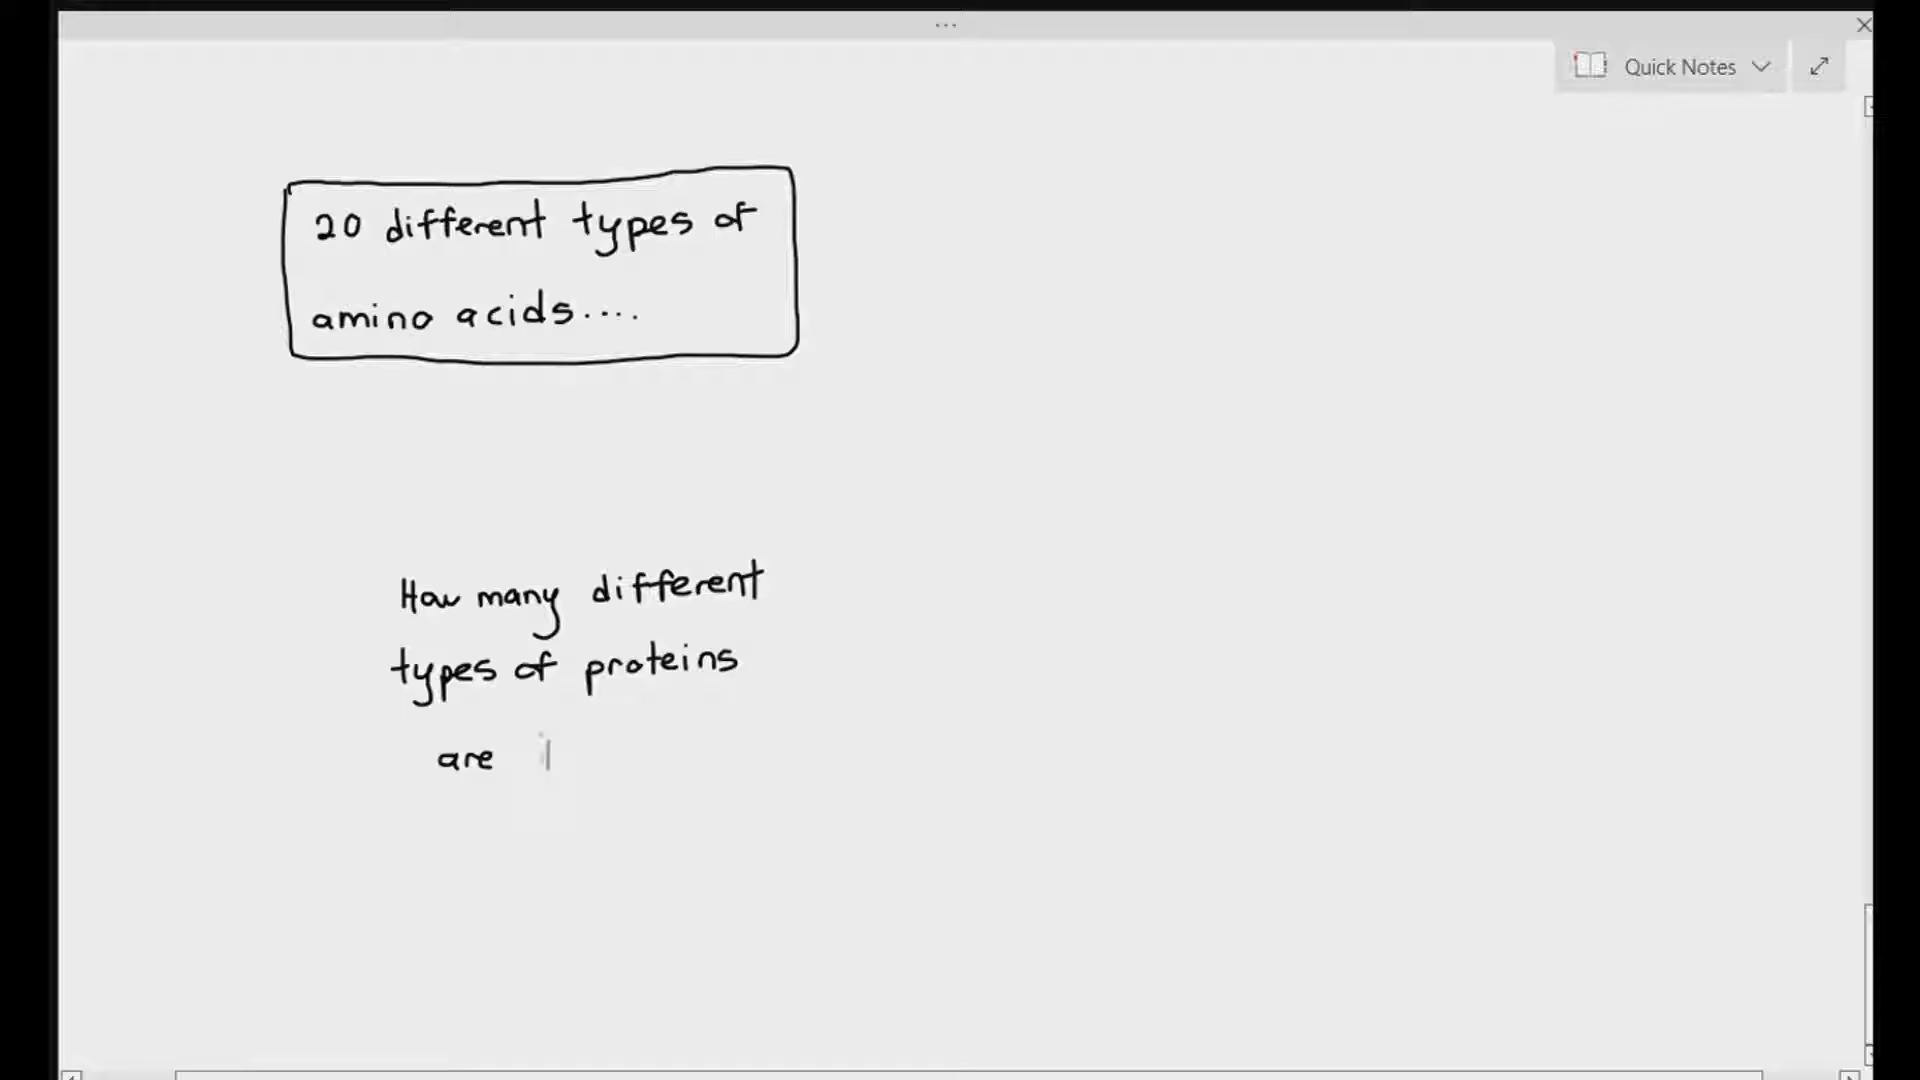 Quick Notes
20 different types of
amino acids....
How many different
types of proteins
are